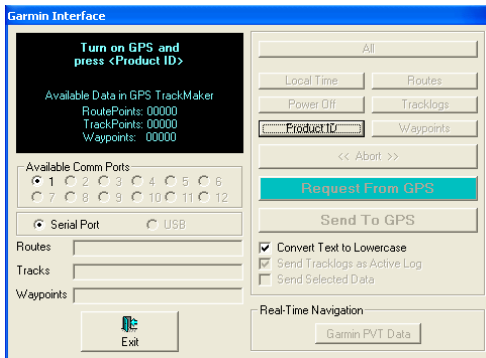 Garmin Interface
Turn on GPS and
press <Product ID>
Available Data in GPS TrackMaker
RoutePoints: 00000
TrackPoints: 00000
Waypoints: 00000
Available Comm Ports
1 2 3 4 5 6
7 8 9 10 11 12
Serial Port USB
Routes
Tracks
Waypoints
Exit
All
Local Time Routes
Power Off Tracklogs
Product ID Waypoints
<< Abort >>
Request From GPS
Send To GPS
Convert Text to Lowercase
Send Tracklogs as Active Log
Send Selected Data
Real-Time Navigation
Garmin PVT Data